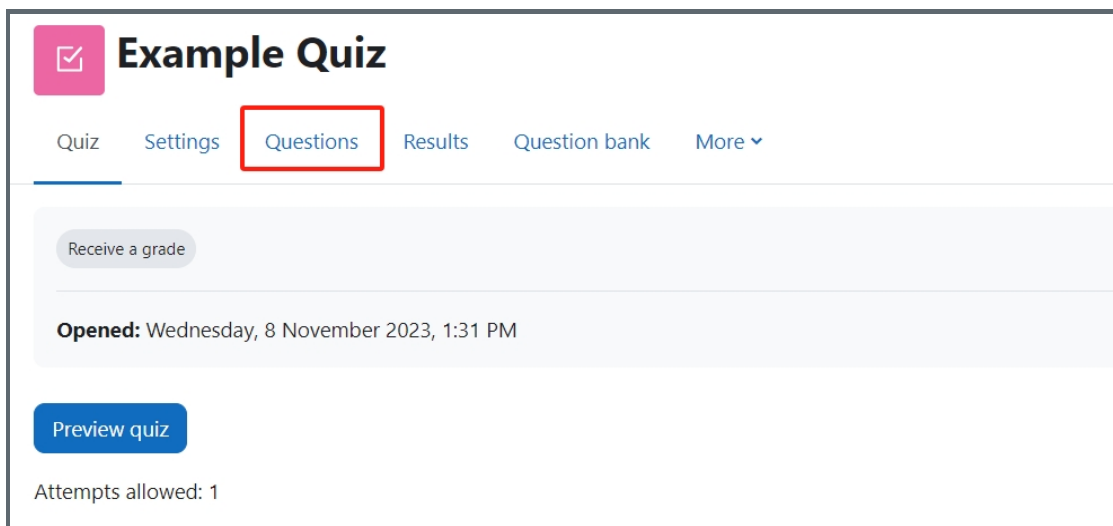 Example Quiz
Quiz Settings Questions Results Question bank More
Receive a grade
Opened: Wednesday, 8 November 2023, 1:31 PM
Preview quiz
Attempts allowed: 1